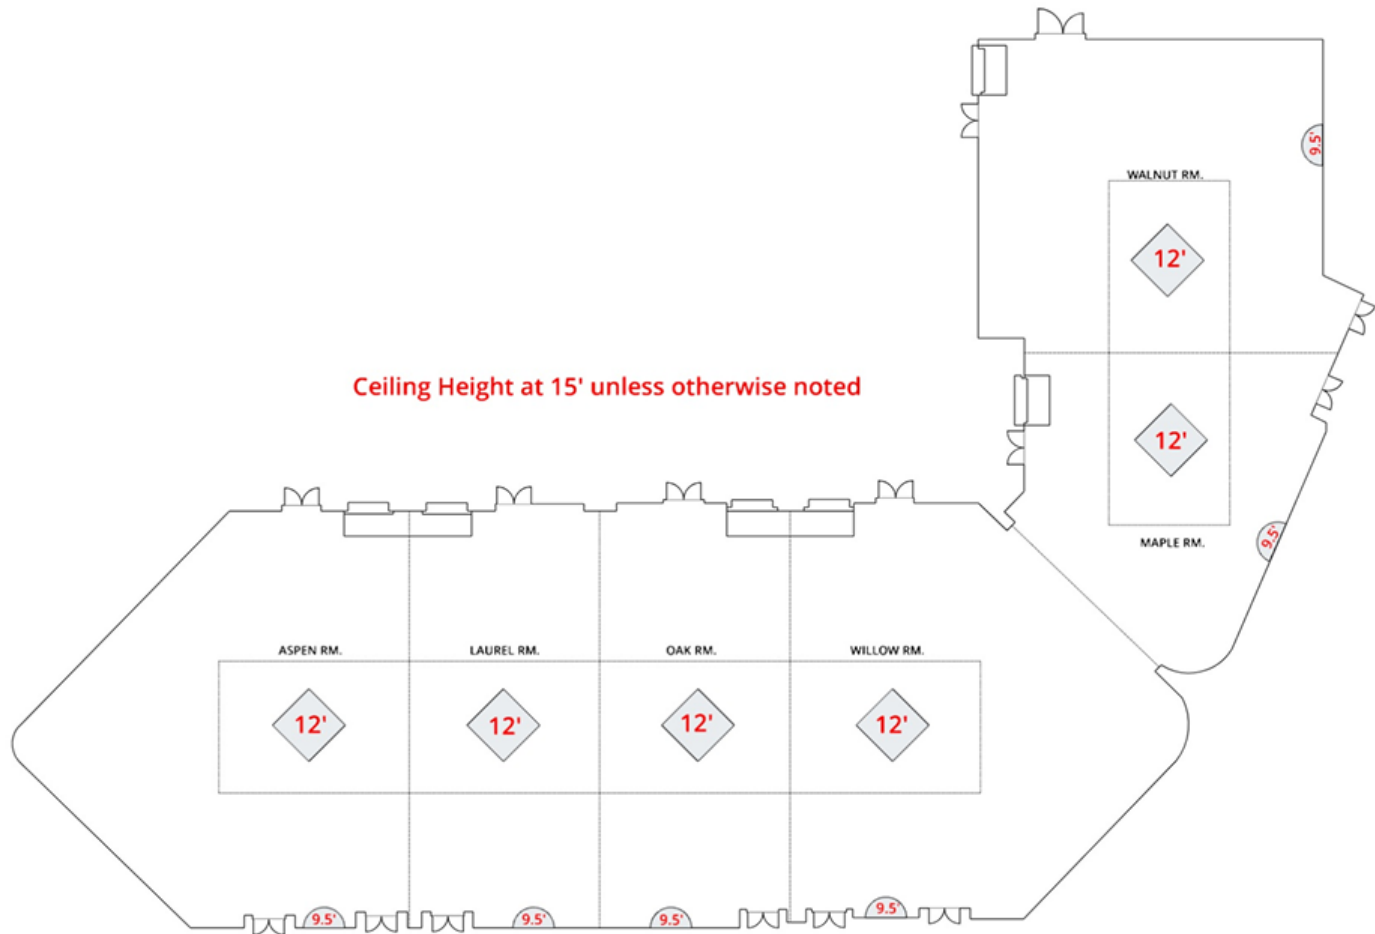 9.5'
WALNUT RM.
12'
Ceiling Height at 15' unless otherwise noted
12'
MAPLE RM.
9.5'
ASPEN RM.
LAUREL RM.
OAK RM.
WILLOW RM.
12'
12'
12'
12'
9.5'
9.5'
9.5'
9.5'